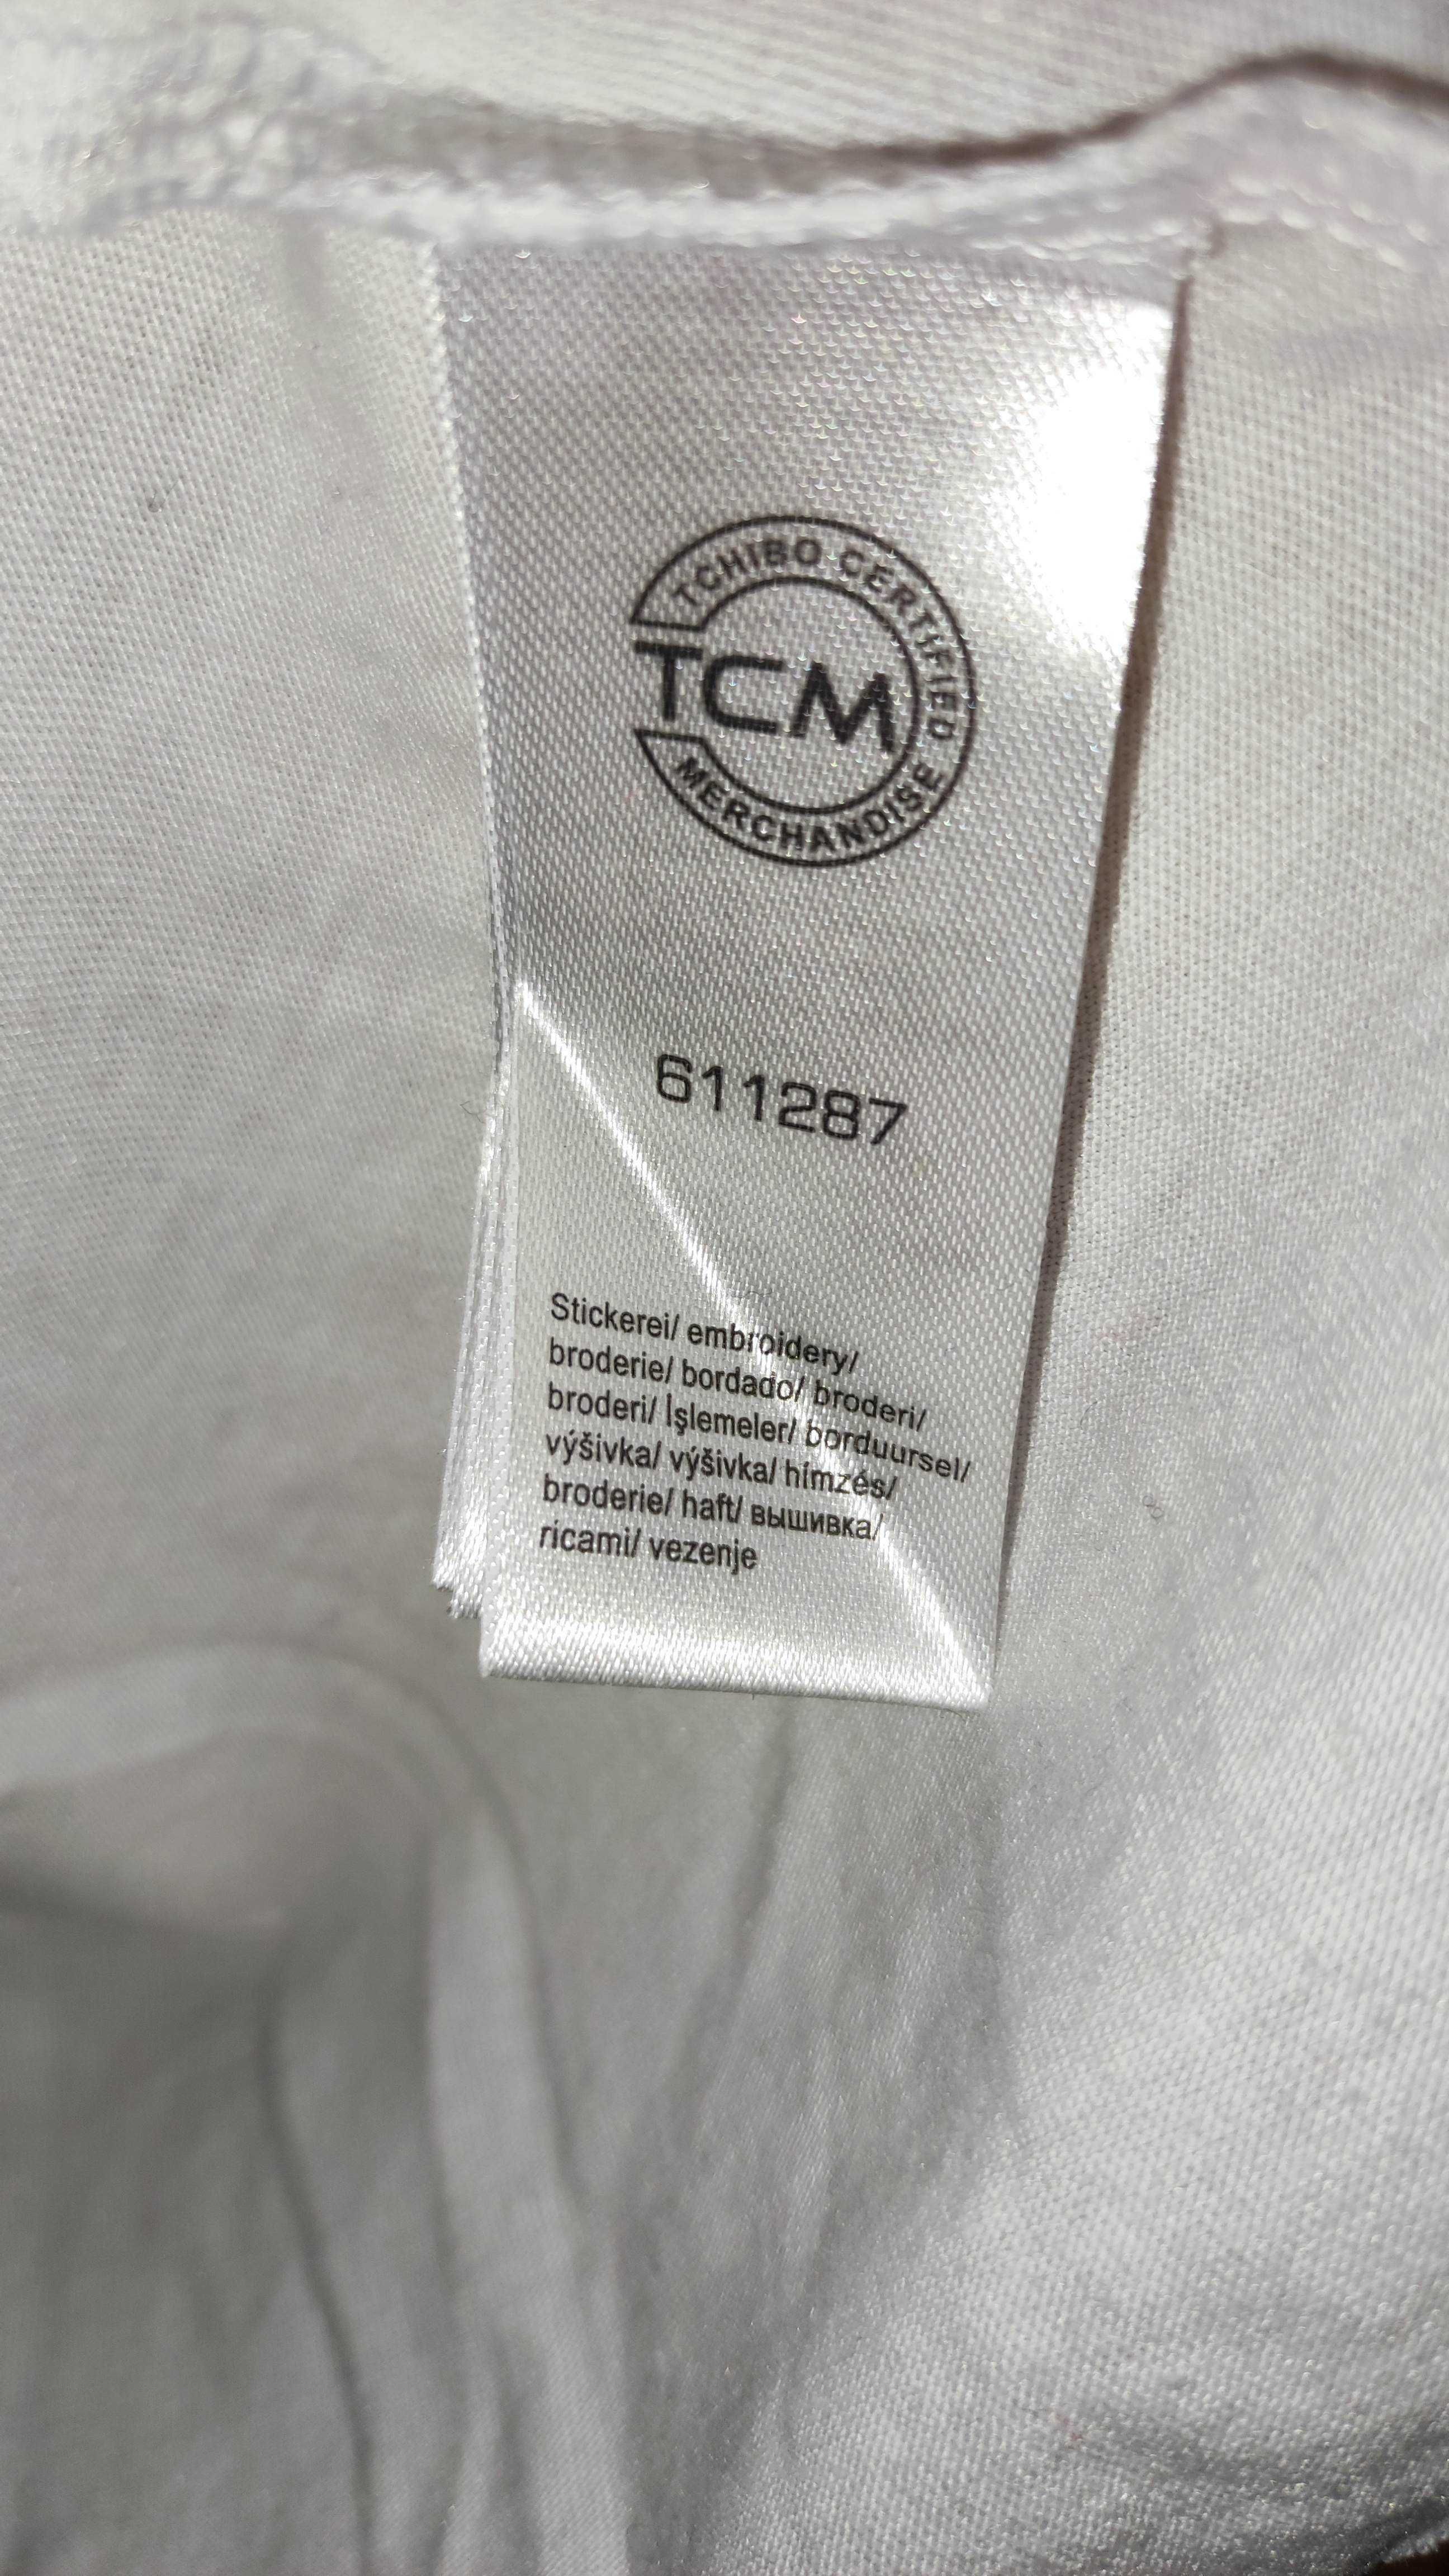 TCHIBO CERTIFIED
TCM
MERCHANDISE
611287
Stickerei/ embroidery/
broderie/ bordado/ broderi/
broderi/ İşlemeler/ borduursel/
výšivka/ výšivka/ hímzés/
broderie/ haft/ вышивка/
ricami/ vezenje